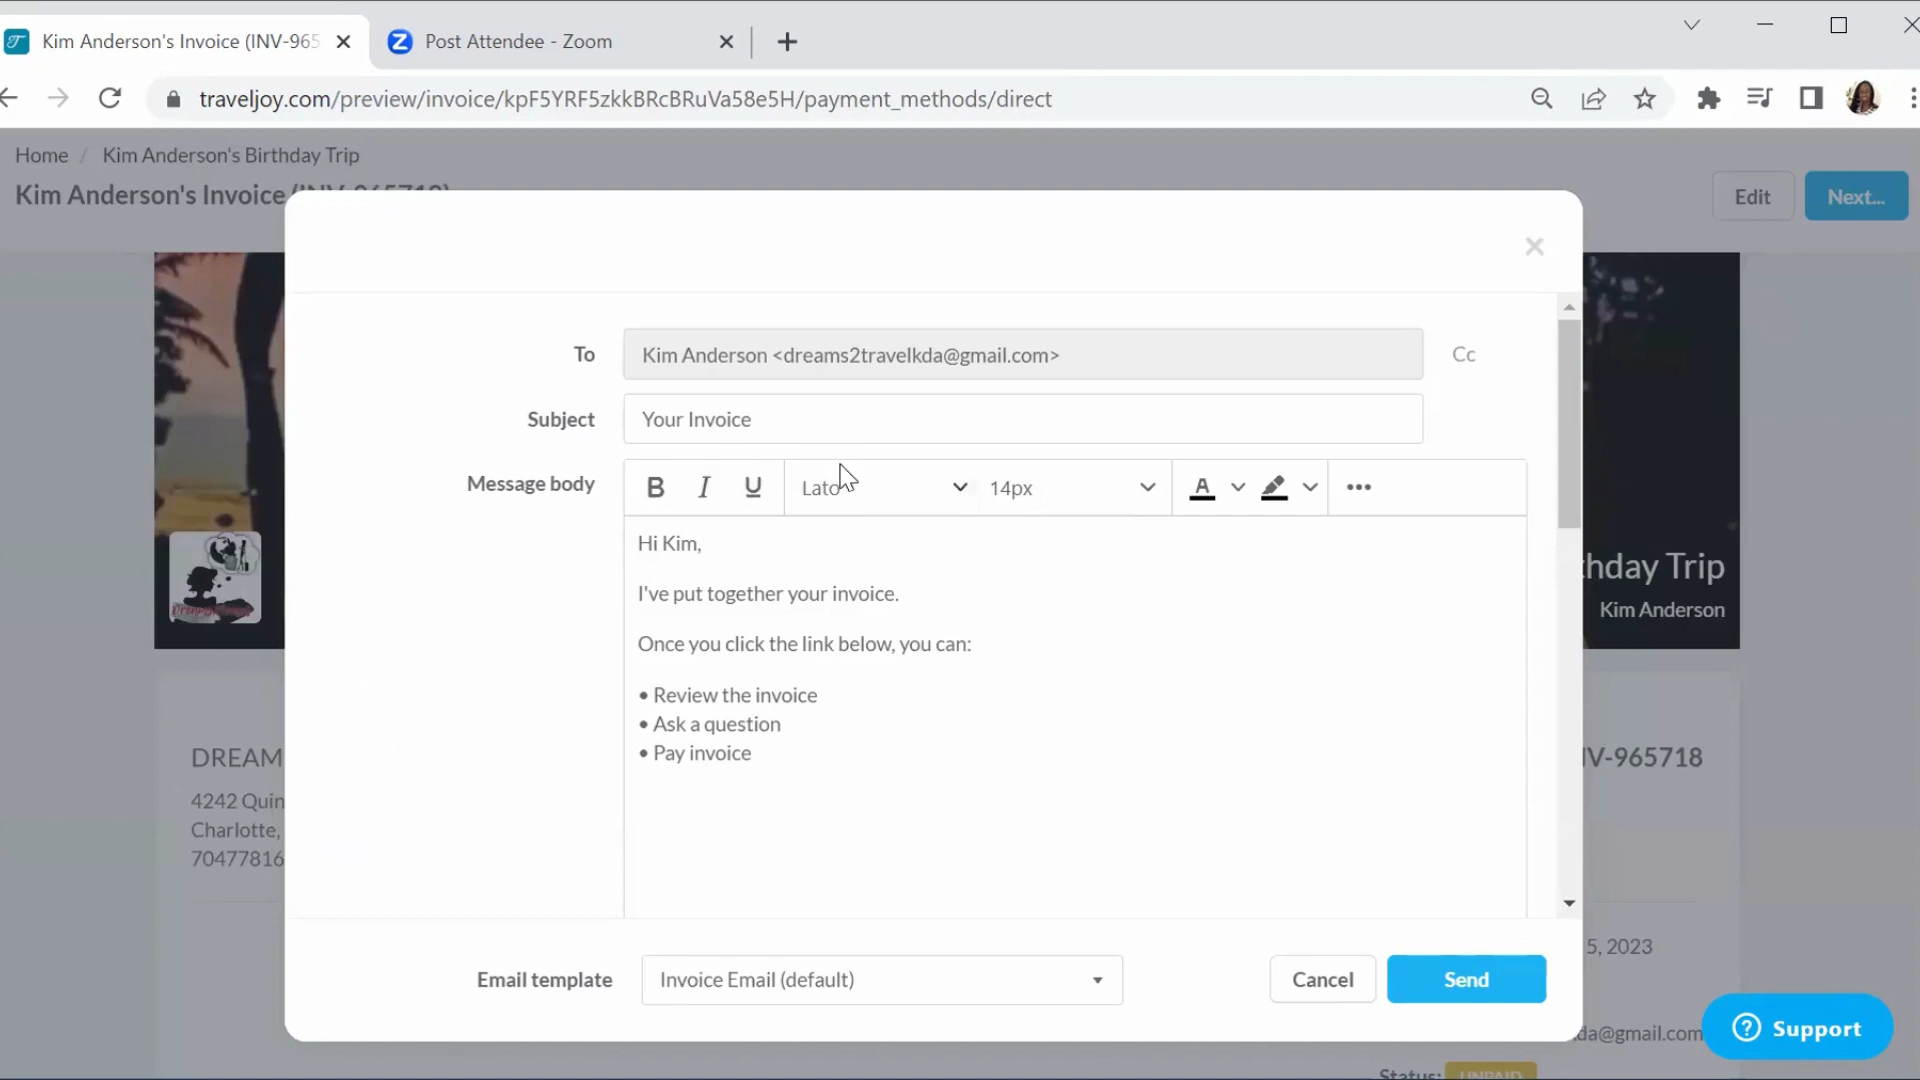 Kim Anderson's Invoice (INV-965
Post Attendee - Zoom
traveljoy.com/preview/invoice/kpF5YRF5zkkBRcBRuVa58e5H/payment_methods/direct
Home / Kim Anderson's Birthday Trip
Kim Anderson's Invoice (INV-965718)
Edit
Next...
To
Kim Anderson <dreams2travelkda@gmail.com>
Cc
Subject
Your Invoice
Message body
B I U Lato 14px A
Hi Kim,
I've put together your invoice.
Once you click the link below, you can:
• Review the invoice
• Ask a question
• Pay invoice
hday Trip
Kim Anderson
DREAM
IV-965718
4242 Quin
Charlotte,
70477816
5, 2023
Email template
Invoice Email (default)
Cancel
Send
da@gmail.com
Support
Status: UNPAID